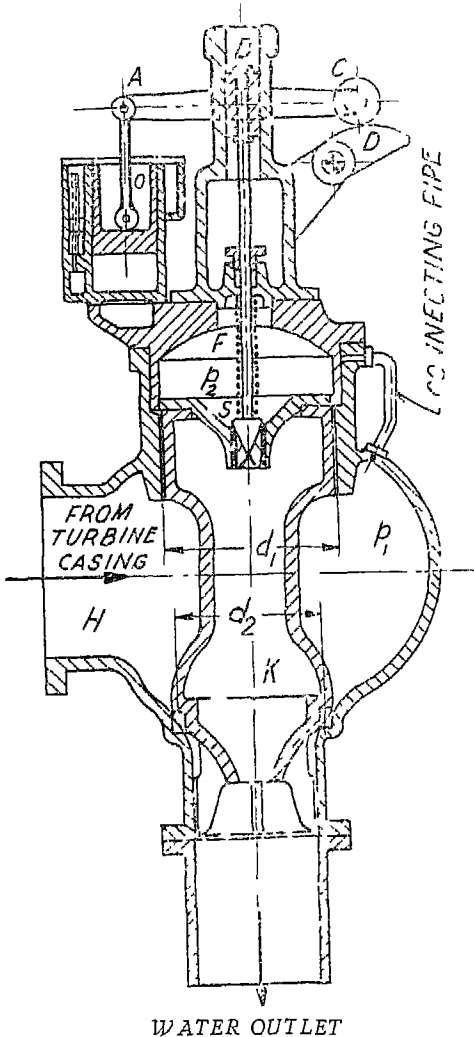 A
D
C
D
O
CONNECTING PIPE
F
p2
S
FROM
TURBINE
CASING
d1
p1
H
d2
K
WATER OUTLET